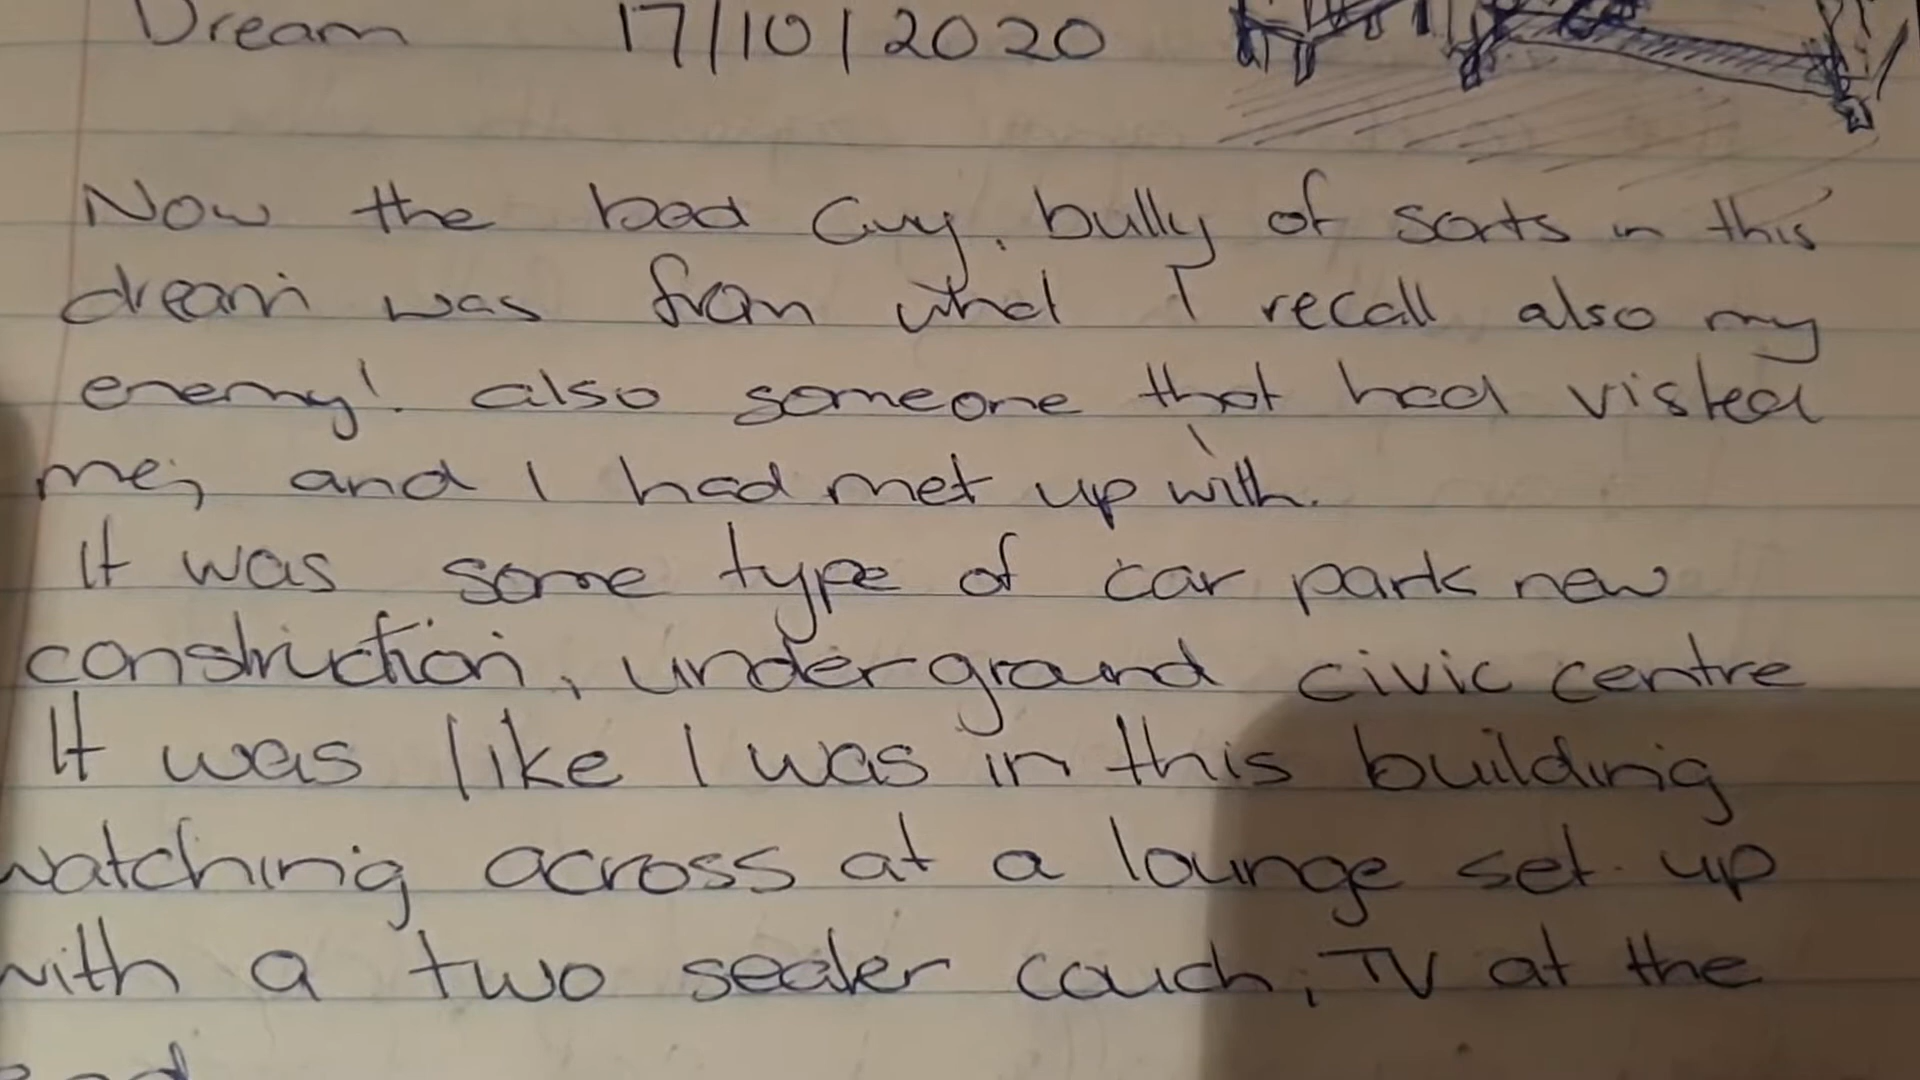 Dream 17/10/2020
Now the bad Guy, bully of sorts in this
dream was from what I recall also my
enemy! also someone that had visted
me, and I had met up with.
It was some type of car park new
construction, underground civic centre
It was like I was in this building
watching across at a lounge set up
with a two seater couch, TV at the
end